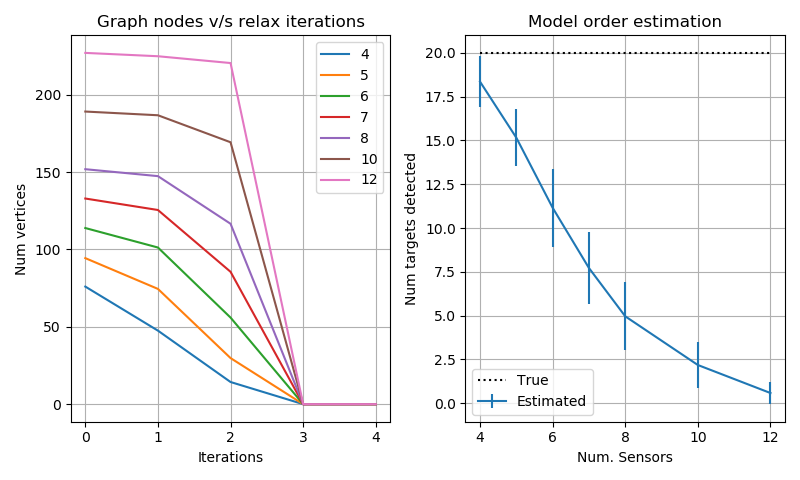 Graph nodes v/s relax iterations
Num vertices
200
150
100
50
0
0 1 2 3 4
Iterations
4
5
6
7
8
10
12
Model order estimation
Num targets detected
20.0
17.5
15.0
12.5
10.0
7.5
5.0
2.5
0.0
True
Estimated
4 6 8 10 12
Num. Sensors